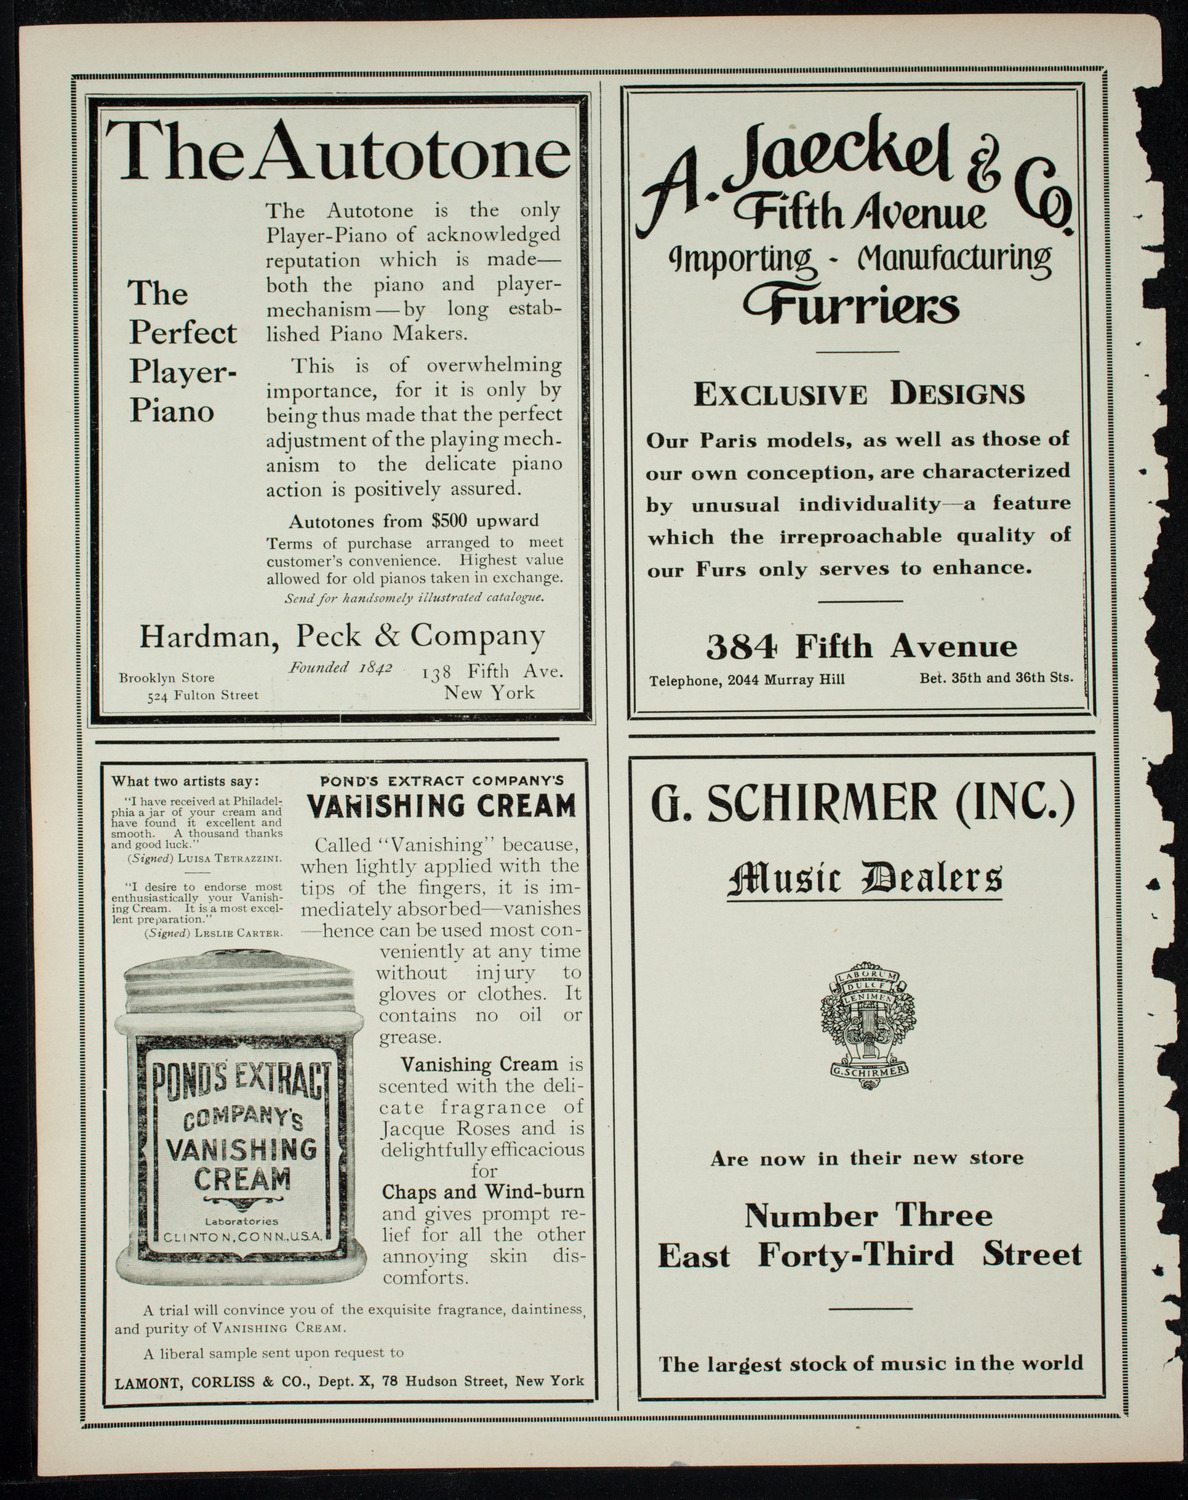 The Autotone
The
Perfect
Player-
Piano
The Autotone is the only
Player-Piano of acknowledged
reputation which is made—
both the piano and player-
mechanism—by long estab-
lished Piano Makers.
This is of overwhelming
importance, for it is only by
being thus made that the perfect
adjustment of the playing mech-
anism to the delicate piano
action is positively assured.
Autotones from $500 upward
Terms of purchase arranged to meet
customer's convenience. Highest value
allowed for old pianos taken in exchange.
Send for handsomely illustrated catalogue.
Hardman, Peck & Company
Founded 1842
Brooklyn Store
524 Fulton Street
138 Fifth Ave.
New York
A. Jaeckel & Co.
Fifth Avenue
Importing - Manufacturing
Furriers
EXCLUSIVE DESIGNS
Our Paris models, as well as those of
our own conception, are characterized
by unusual individuality—a feature
which the irreproachable quality of
our Furs only serves to enhance.
384 Fifth Avenue
Telephone, 2044 Murray Hill Bet. 35th and 36th Sts.
What two artists say:
"I have received at Philadel-
phia a jar of your cream and
have found it excellent and
smooth. A thousand thanks
and good luck."
(Signed) LUISA TETRAZZINI.
"I desire to endorse most
enthusiastically your Vanish-
ing Cream. It is a most excel-
lent preparation."
(Signed) LESLIE CARTER.
POND'S EXTRACT COMPANY'S
VANISHING CREAM
Called "Vanishing" because,
when lightly applied with the
tips of the fingers, it is im-
mediately absorbed—vanishes
—hence can be used most con-
veniently at any time
without injury to
gloves or clothes. It
contains no oil or
grease.
Vanishing Cream is
scented with the deli-
cate fragrance of
Jacque Roses and is
delightfully efficacious
for
Chaps and Wind-burn
and gives prompt re-
lief for all the other
annoying skin dis-
comforts.
POND'S EXTRACT
COMPANY'S
VANISHING
CREAM
Laboratories
CLINTON, CONN., U.S.A.
A trial will convince you of the exquisite fragrance, daintiness,
and purity of VANISHING CREAM.
A liberal sample sent upon request to
LAMONT, CORLISS & CO., Dept. X, 78 Hudson Street, New York
G. SCHIRMER (INC.)
Music Dealers
LABORUM
DULCE
LENIMEN
G. SCHIRMER
Are now in their new store
Number Three
East Forty-Third Street
The largest stock of music in the world